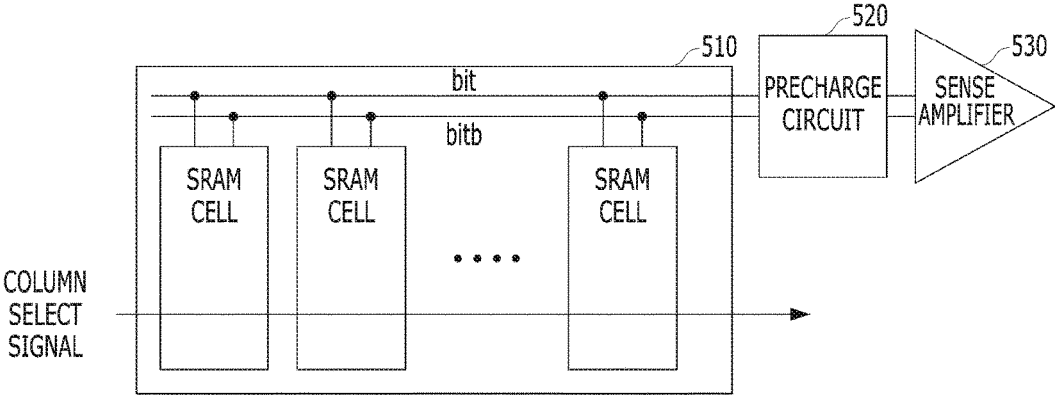 520
510
530
bit
PRECHARGE
CIRCUIT
SENSE
AMPLIFIER
bitb
SRAM
CELL
SRAM
CELL
SRAM
CELL
COLUMN
SELECT
SIGNAL